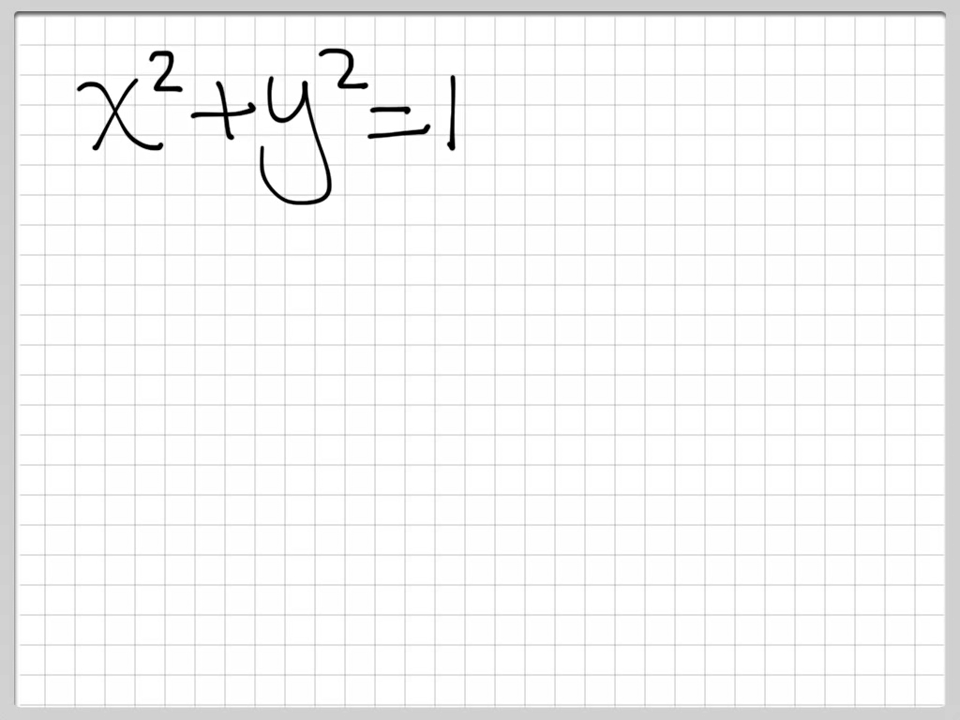 x² + y² = 1